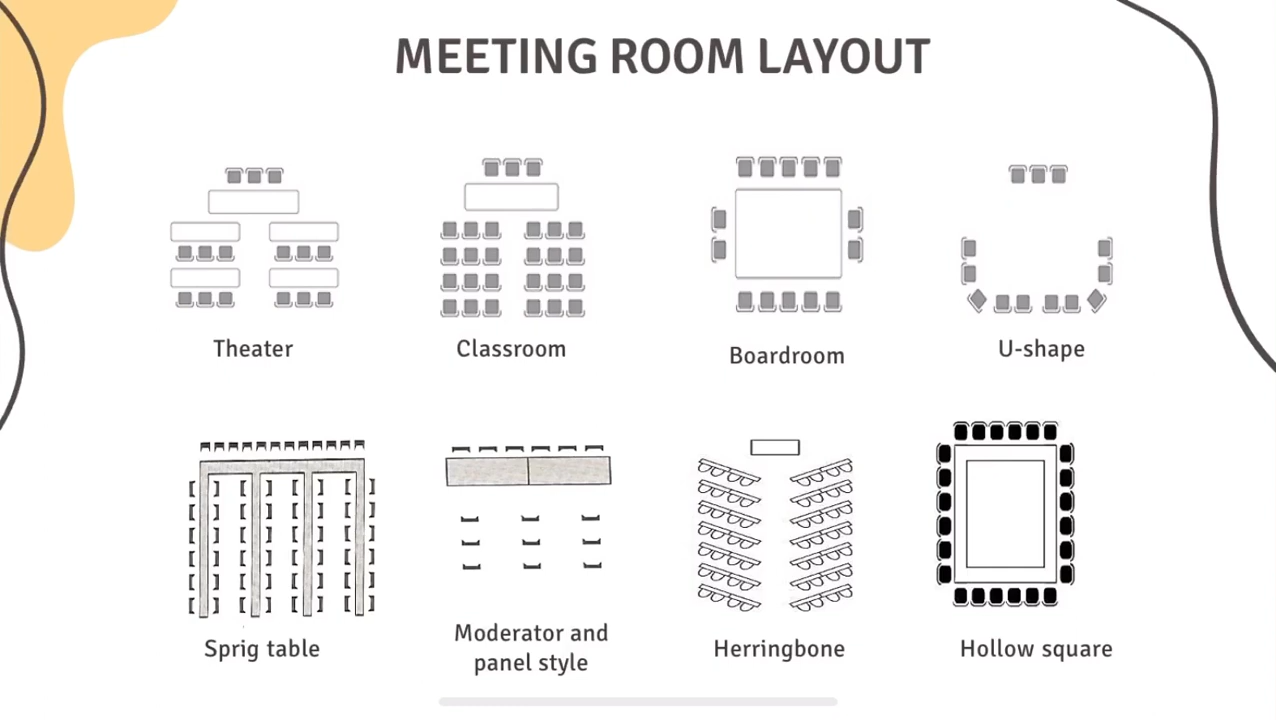 MEETING ROOM LAYOUT
Theater
Classroom
Boardroom
U-shape
Sprig table
Moderator and
panel style
Herringbone
Hollow square